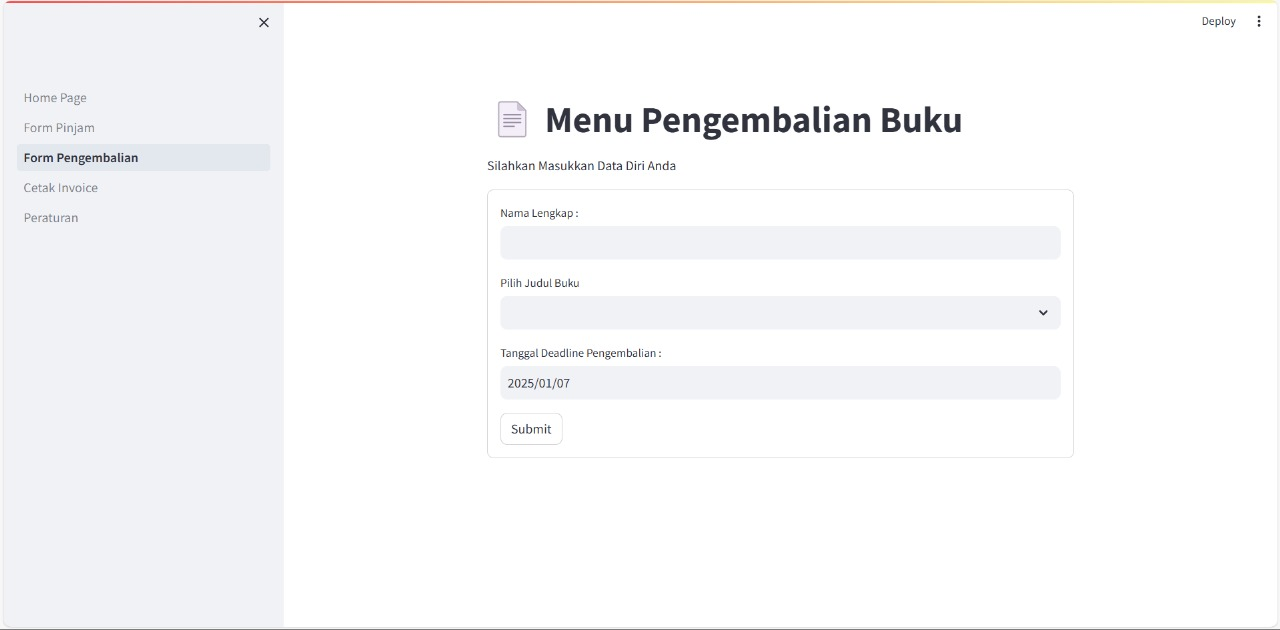 Deploy
Home Page
Form Pinjam
Form Pengembalian
Cetak Invoice
Peraturan
Menu Pengembalian Buku
Silahkan Masukkan Data Diri Anda
Nama Lengkap :
Pilih Judul Buku
Tanggal Deadline Pengembalian :
2025/01/07
Submit